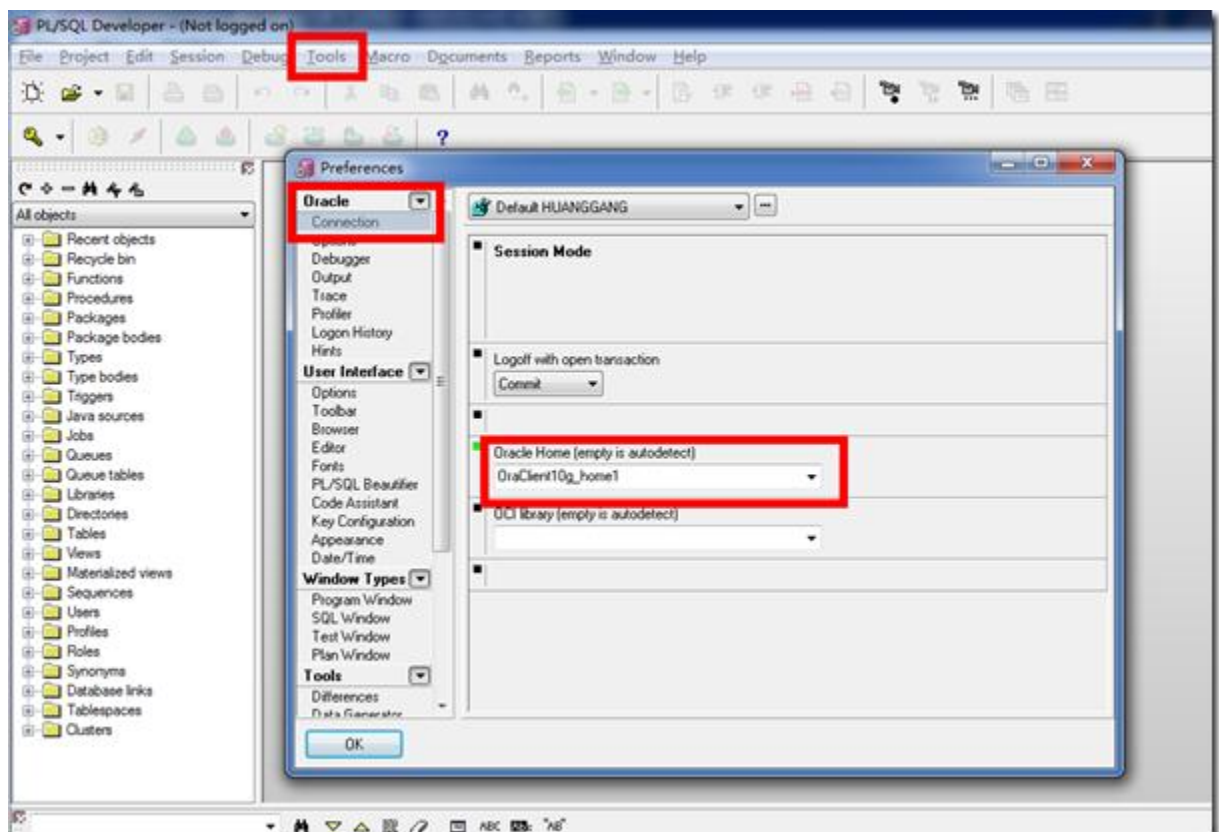 PL/SQL Developer - (Not logged on)
File Project Edit Session Debug Tools Macro Documents Reports Window Help
?
Preferences
All objects
Recent objects
Recycle bin
Functions
Procedures
Packages
Package bodies
Types
Type bodies
Triggers
Java sources
Jobs
Queues
Queue tables
Libraries
Directories
Tables
Views
Materialized views
Sequences
Users
Profiles
Roles
Synonyms
Database links
Tablespaces
Clusters
Oracle
Connection
Options
Debugger
Output
Trace
Profiler
Logon History
Hints
User Interface
Options
Toolbar
Browser
Editor
Fonts
PL/SQL Beautifier
Code Assistant
Key Configuration
Appearance
Date/Time
Window Types
Program Window
SQL Window
Test Window
Plan Window
Tools
Differences
Data Generator
OK
Default HUANGGANG
Session Mode
Logoff with open transaction
Commit
Oracle Home (empty is autodetect)
OraClient10g_home1
OCI library (empty is autodetect)
ABC "AB"